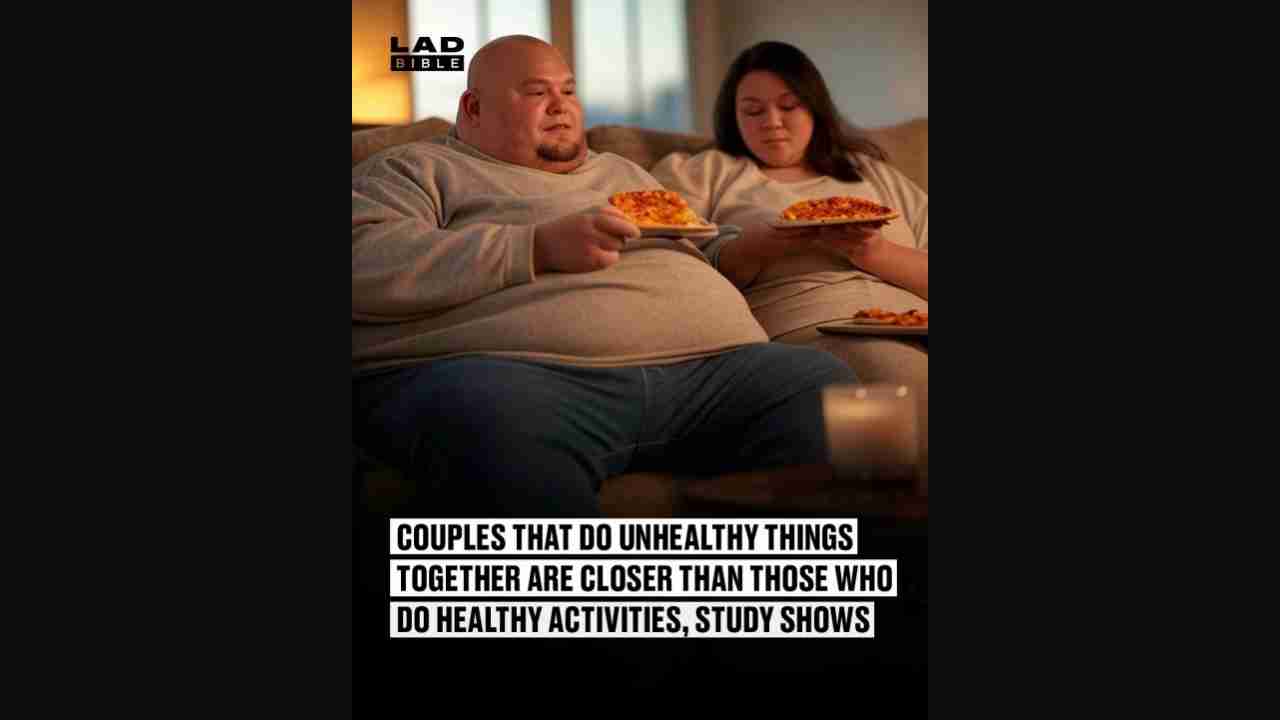 LAD
BIBLE
COUPLES THAT DO UNHEALTHY THINGS
TOGETHER ARE CLOSER THAN THOSE WHO
DO HEALTHY ACTIVITIES, STUDY SHOWS